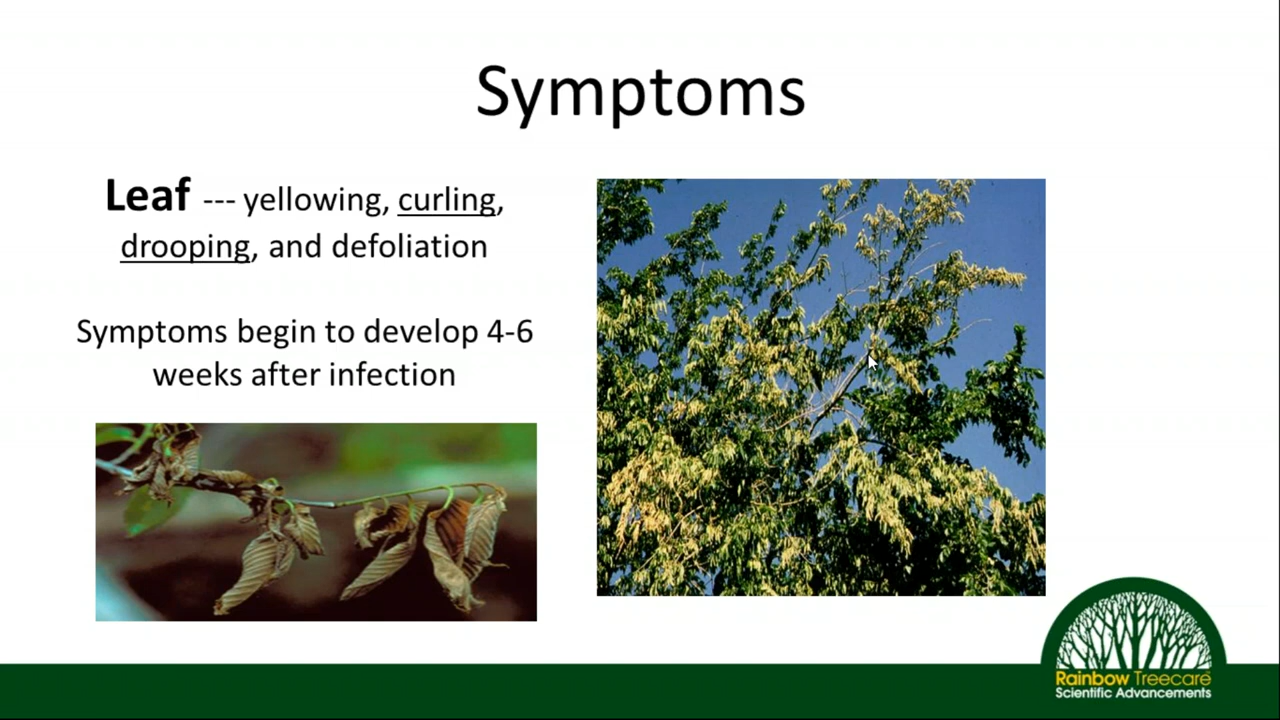 Symptoms
Leaf --- yellowing, curling,
drooping, and defoliation
Symptoms begin to develop 4-6
weeks after infection
Rainbow Treecare
Scientific Advancements